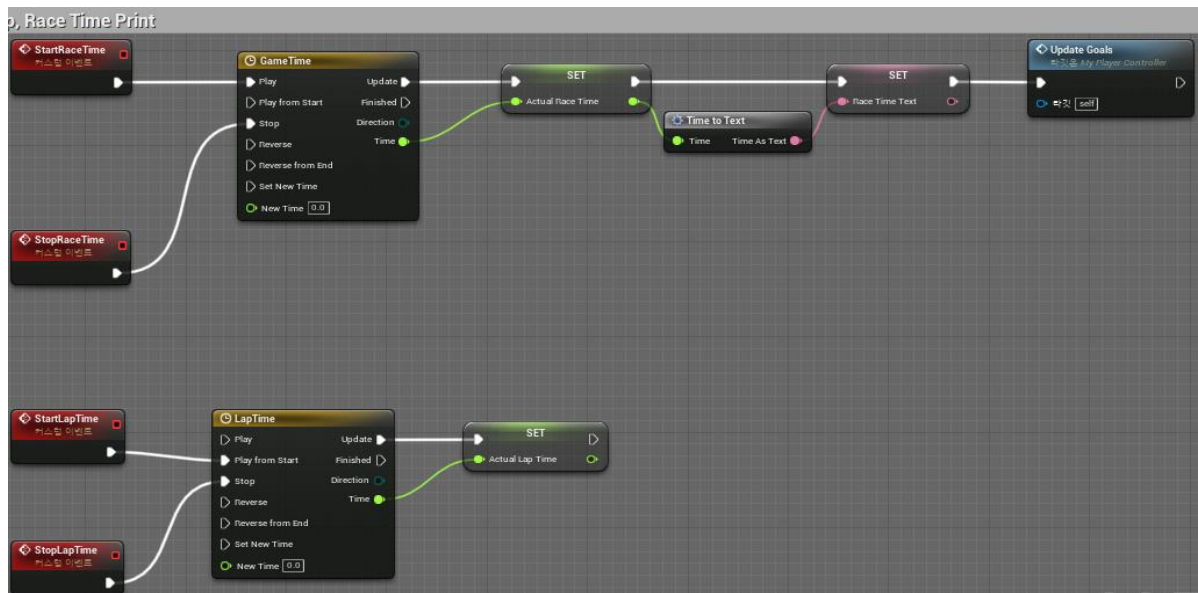 p, Race Time Print
StartRaceTime
커스텀 이벤트
GameTime
Play
Update
Play from Start
Finished
Stop
Direction
Reverse
Time
Reverse from End
Set New Time
New Time 0.0
SET
Actual Race Time
Time to Text
Time
Time As Text
SET
Race Time Text
Update Goals
타깃은 My Player Controller
타깃 self
StopRaceTime
커스텀 이벤트
StartLapTime
커스텀 이벤트
LapTime
Play
Update
Play from Start
Finished
Stop
Direction
Reverse
Time
Reverse from End
Set New Time
New Time 0.0
SET
Actual Lap Time
StopLapTime
커스텀 이벤트